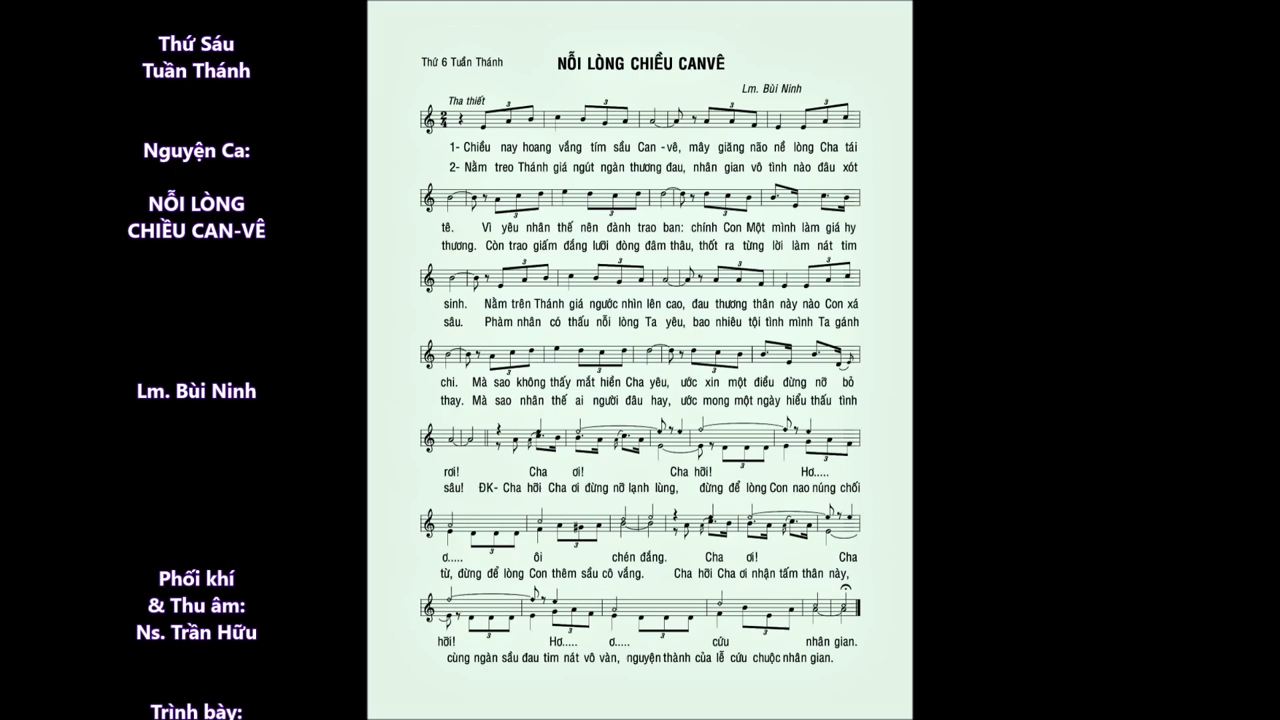 Thứ Sáu
Tuần Thánh
Nguyện Ca:
NỖI LÒNG
CHIỀU CAN-VÊ
Lm. Bùi Ninh
Phối khí
& Thu âm:
Ns. Trần Hữu
Trình bày:
Thứ 6 Tuần Thánh
NỖI LÒNG CHIỀU CANVÊ
Lm. Bùi Ninh
Tha thiết
1- Chiều nay hoang vắng tím sầu Can -vê, mây giăng não nề lòng Cha tái
2- Nằm treo Thánh giá ngút ngàn thương đau, nhân gian vô tình nào đâu xót
tê. Vì yêu nhân thế nên đành trao ban: chính Con Một mình làm giá hy
thương. Còn trao giấm đắng lưỡi đòng đâm thâu, thốt ra từng lời làm nát tim
sinh. Nằm trên Thánh giá ngước nhìn lên cao, đau thương thân này nào Con xá
sâu. Phàm nhân có thấu nỗi lòng Ta yêu, bao nhiêu tội tình mình Ta gánh
chi. Mà sao không thấy mắt hiền Cha yêu, ước xin một điều đừng nỡ bỏ
thay. Mà sao nhân thế ai người đâu hay, ước mong một ngày hiểu thấu tình
rơi! Cha ơi! Cha hỡi! Hơ.....
sâu! ĐK- Cha hỡi Cha ơi đừng nỡ lạnh lùng, đừng để lòng Con nao núng chối
ơ..... ôi chén đắng. Cha ơi! Cha
từ, đừng để lòng Con thêm sầu cô vắng. Cha hỡi Cha ơi nhận tấm thân này,
hỡi! Hơ..... ơ..... cứu nhân gian.
cùng ngàn sầu đau tim nát vô vàn, nguyện thành của lễ cứu chuộc nhân gian.